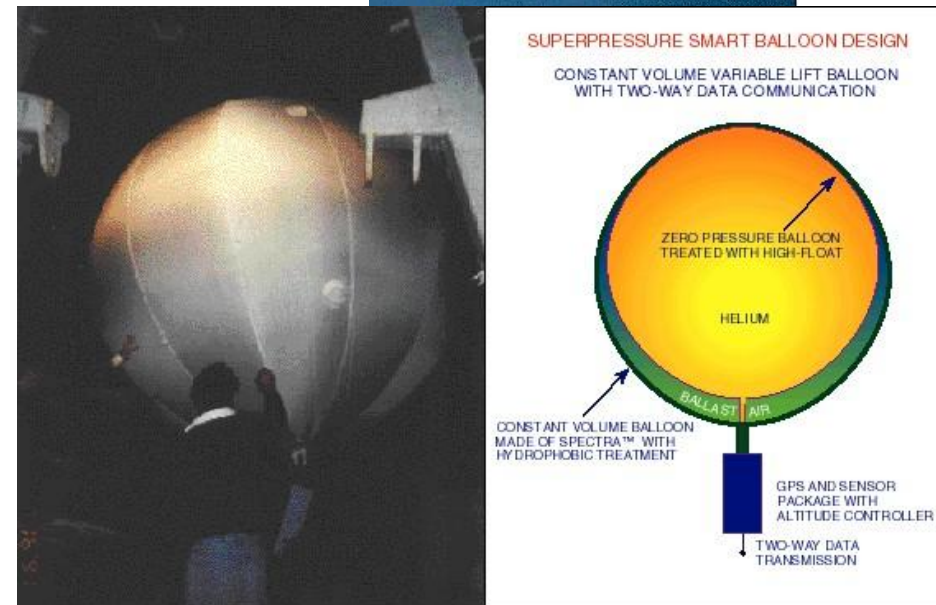 SUPERPRESSURE SMART BALLOON DESIGN
CONSTANT VOLUME VARIABLE LIFT BALLOON
WITH TWO-WAY DATA COMMUNICATION
ZERO PRESSURE BALLOON
TREATED WITH HIGH-FLOAT
HELIUM
BALLAST AIR
CONSTANT VOLUME BALLOON
MADE OF SPECTRA™ WITH
HYDROPHOBIC TREATMENT
GPS AND SENSOR
PACKAGE WITH
ALTITUDE CONTROLLER
TWO-WAY DATA
TRANSMISSION